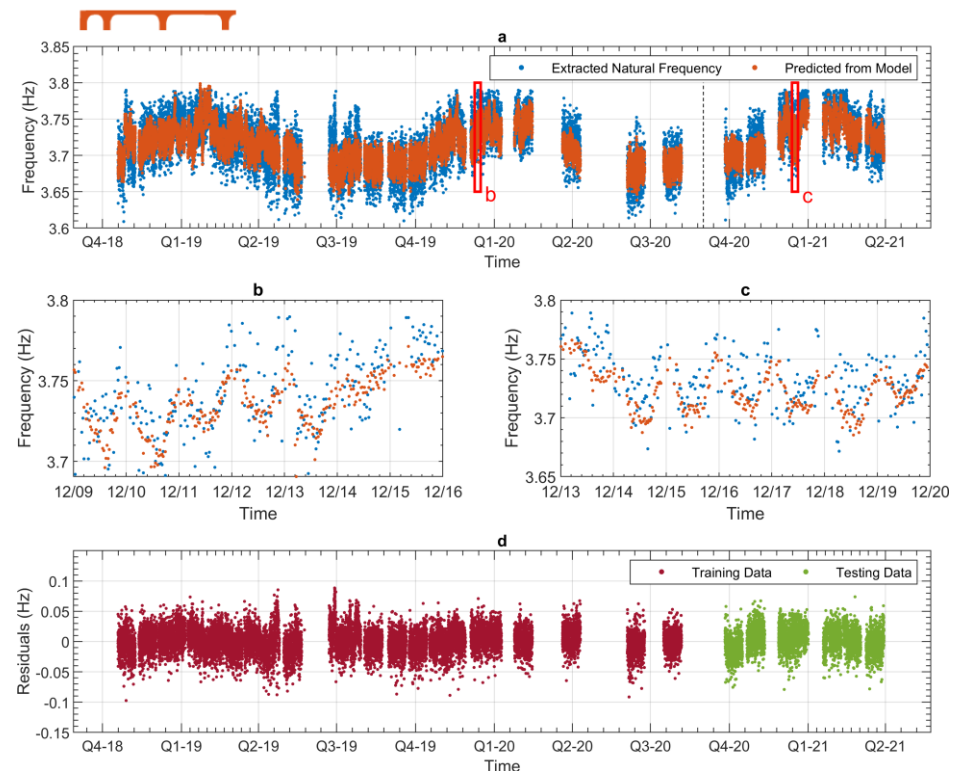 a
3.85
3.8
3.75
3.7
3.65
3.6
Frequency (Hz)
Extracted Natural Frequency
Predicted from Model
b
c
Q4-18 Q1-19 Q2-19 Q3-19 Q4-19 Q1-20 Q2-20 Q3-20 Q4-20 Q1-21 Q2-21
Time
b
3.8
3.75
3.7
Frequency (Hz)
12/09 12/10 12/11 12/12 12/13 12/14 12/15 12/16
Time
c
3.8
3.75
3.7
3.65
Frequency (Hz)
12/13 12/14 12/15 12/16 12/17 12/18 12/19 12/20
Time
d
0.1
0.05
0
-0.05
-0.1
-0.15
Residuals (Hz)
Training Data
Testing Data
Q4-18 Q1-19 Q2-19 Q3-19 Q4-19 Q1-20 Q2-20 Q3-20 Q4-20 Q1-21 Q2-21
Time